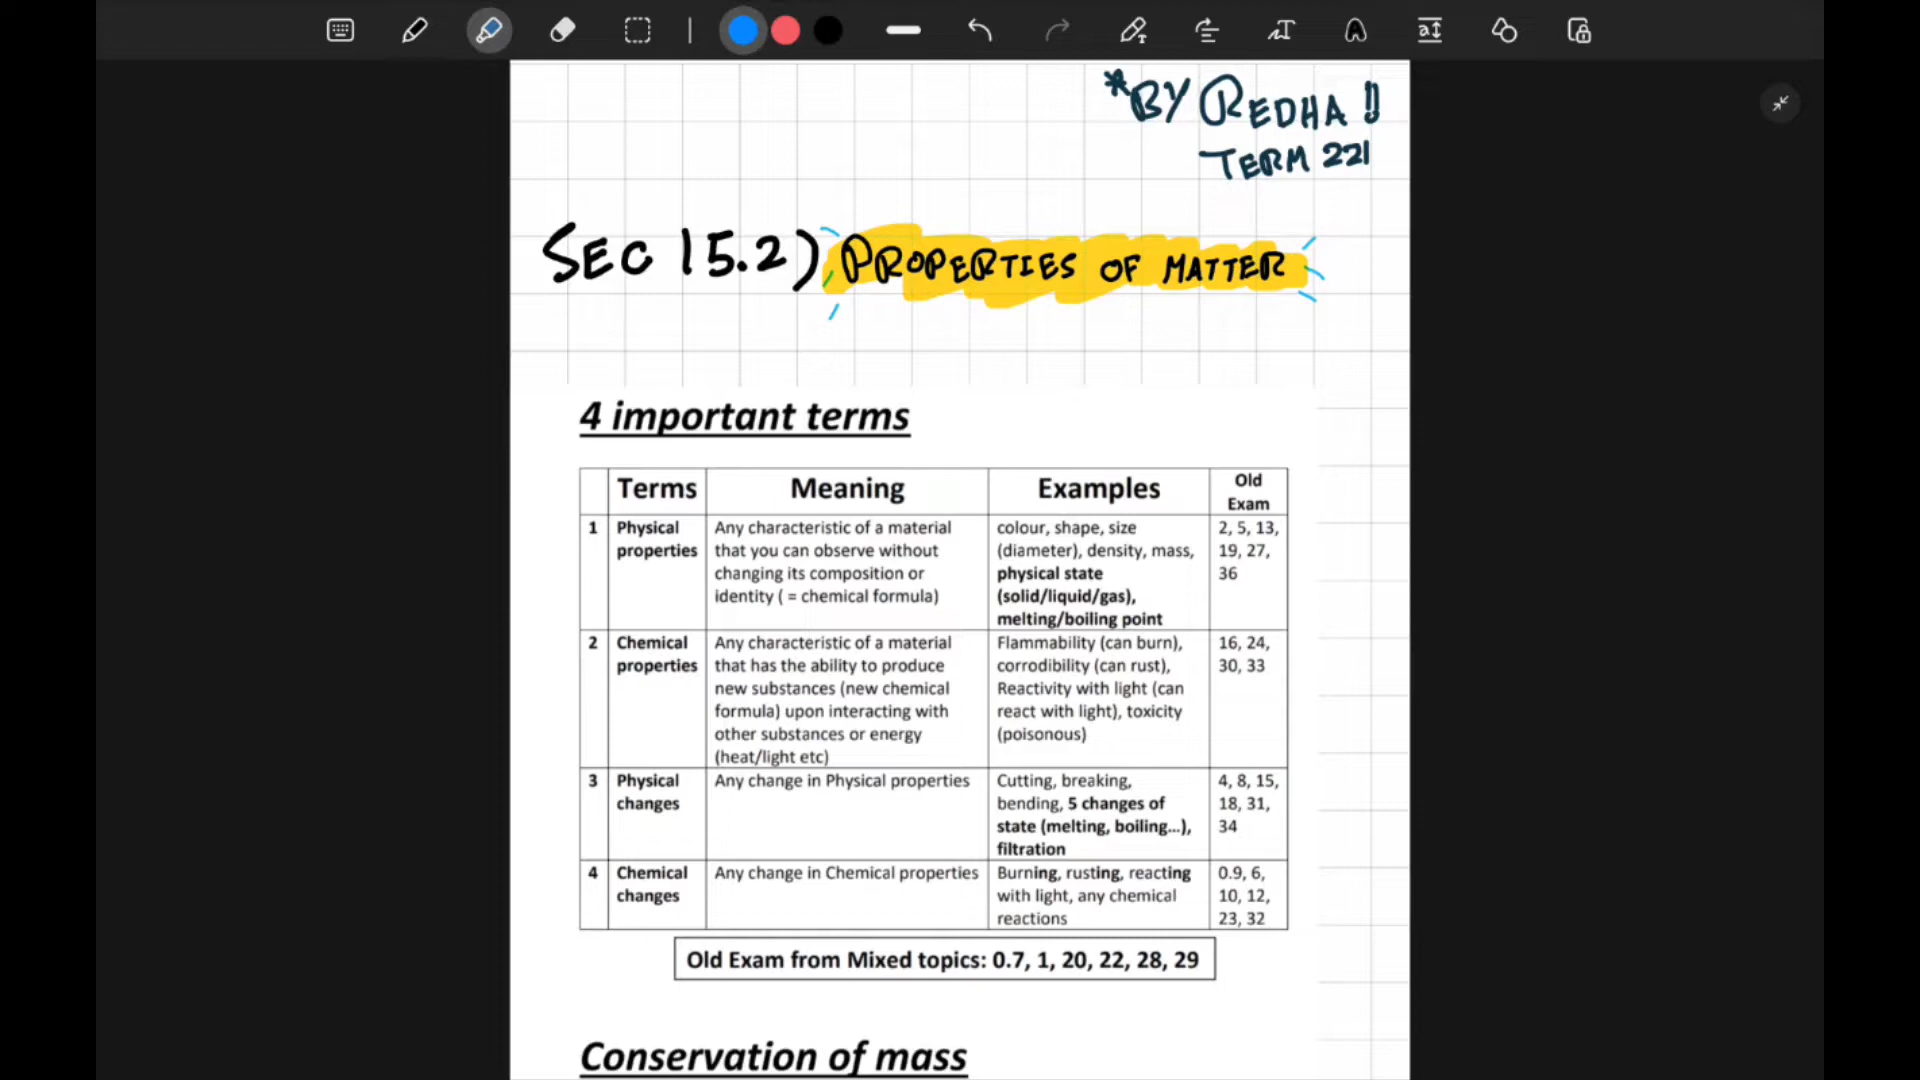 *BY REDHA !!
TERM 221
SEC 15.2) PROPERTIES OF MATTER
4 important terms
Terms Meaning Examples Old
Exam
1 Physical Any characteristic of a material colour, shape, size 2, 5, 13,
properties that you can observe without (diameter), density, mass, 19, 27,
changing its composition or physical state 36
identity ( = chemical formula) (solid/liquid/gas),
melting/boiling point
2 Chemical Any characteristic of a material Flammability (can burn), 16, 24,
properties that has the ability to produce corrodibility (can rust), 30, 33
new substances (new chemical Reactivity with light (can
formula) upon interacting with react with light), toxicity
other substances or energy (poisonous)
(heat/light etc)
3 Physical Any change in Physical properties Cutting, breaking, 4, 8, 15,
changes bending, 5 changes of 18, 31,
state (melting, boiling...), 34
filtration
4 Chemical Any change in Chemical properties Burning, rusting, reacting 0.9, 6,
changes with light, any chemical 10, 12,
reactions 23, 32
Old Exam from Mixed topics: 0.7, 1, 20, 22, 28, 29
Conservation of mass